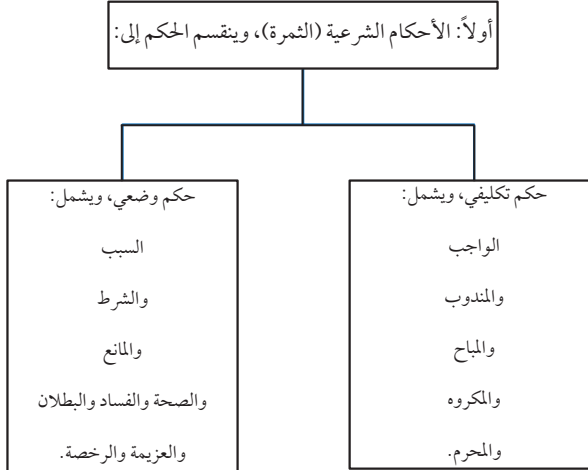 أولاً: الأحكام الشرعية (الثمرة)، وينقسم الحكم إلى:
حكم تكليفي، ويشمل:
الواجب
والمندوب
والمباح
والمكروه
والمحرم.
حكم وضعي، ويشمل:
السبب
والشرط
والمانع
والصحة والفساد والبطلان
والعزيمة والرخصة.